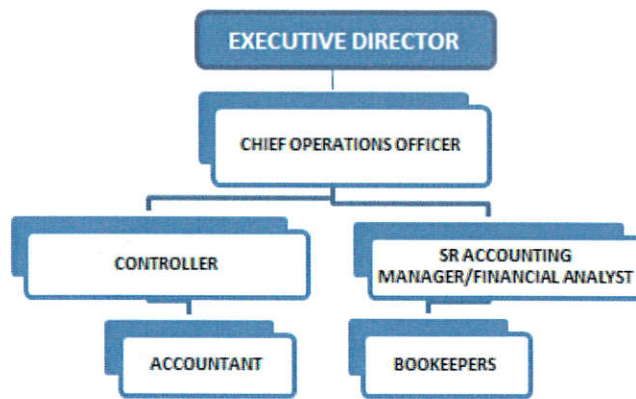 EXECUTIVE DIRECTOR
CHIEF OPERATIONS OFFICER
CONTROLLER
SR ACCOUNTING
MANAGER/FINANCIAL ANALYST
ACCOUNTANT
BOOKEEPERS